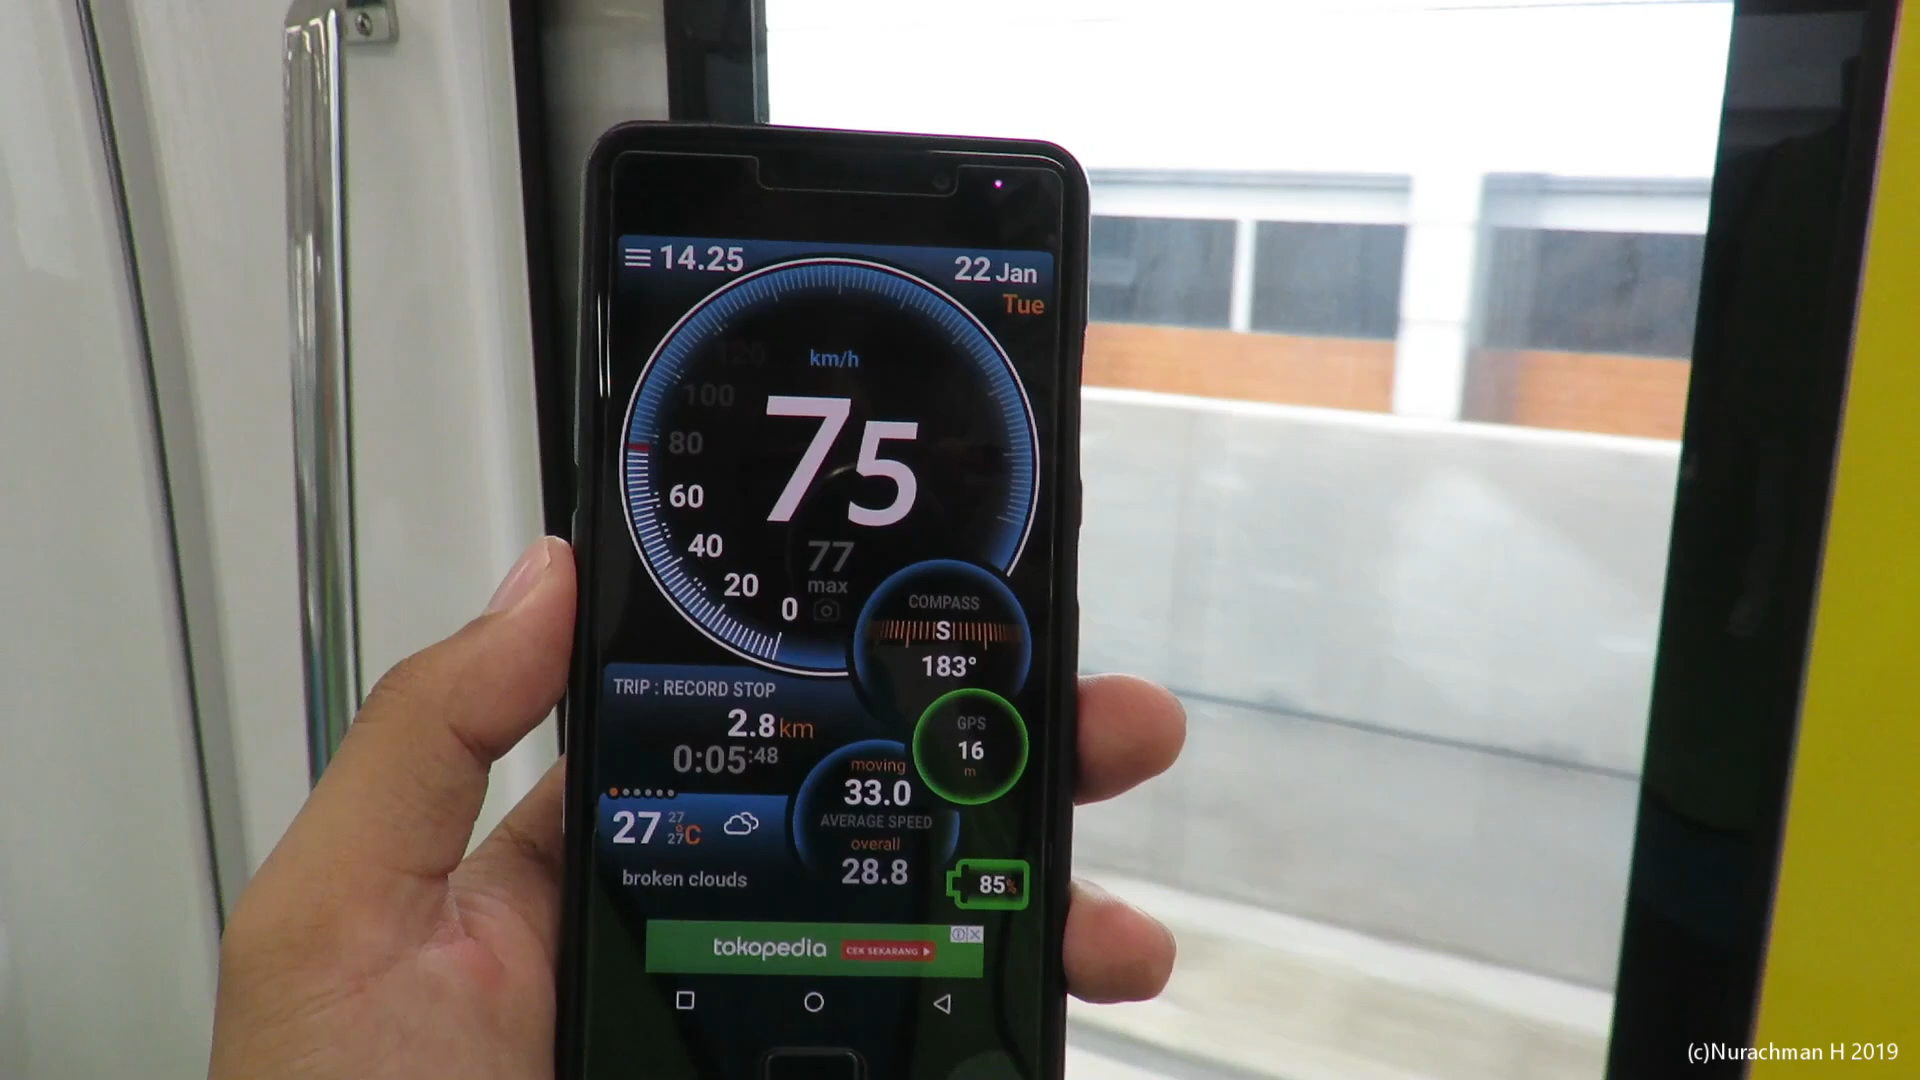 14.25
22 Jan
Tue
km/h
120
100
80
60
40
20
0
75
77
max
COMPASS
S
183°
TRIP : RECORD STOP
2.8 km
0:05:48
GPS
16
m
moving
33.0
AVERAGE SPEED
overall
28.8
27 27 27 °C
broken clouds
85%
tokopedia CEK SEKARANG
(c)Nurachman H 2019